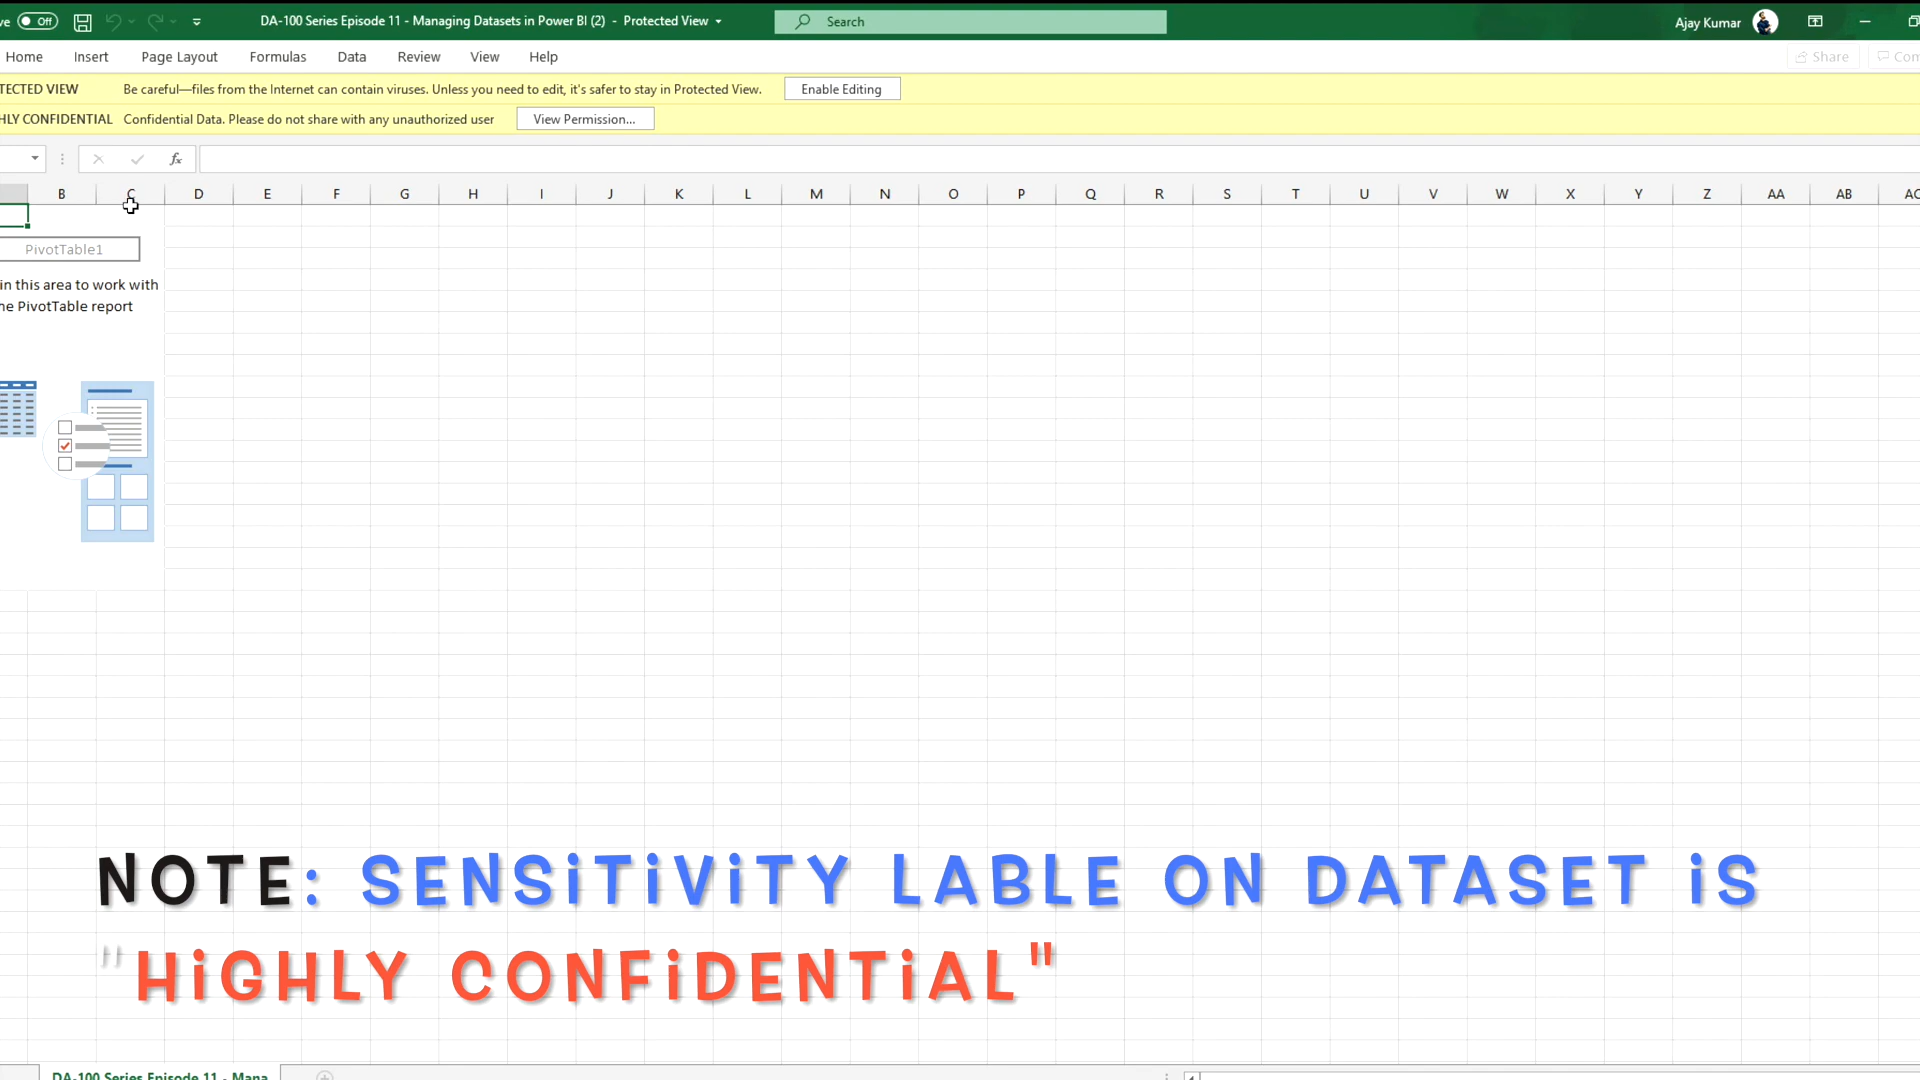 ve Off DA-100 Series Episode 11 - Managing Datasets in Power BI (2) - Protected View Search Ajay Kumar
Home Insert Page Layout Formulas Data Review View Help Share Com
TECTED VIEW Be careful—files from the Internet can contain viruses. Unless you need to edit, it's safer to stay in Protected View. Enable Editing
HLY CONFIDENTIAL Confidential Data. Please do not share with any unauthorized user View Permission...
fx
B C D E F G H I J K L M N O P Q R S T U V W X Y Z AA AB AC
PivotTable1
in this area to work with
he PivotTable report
NOTE: SENSITIVITY LABLE ON DATASET IS
"HIGHLY CONFIDENTIAL"
DA-100 Series Episode 11 - Mana